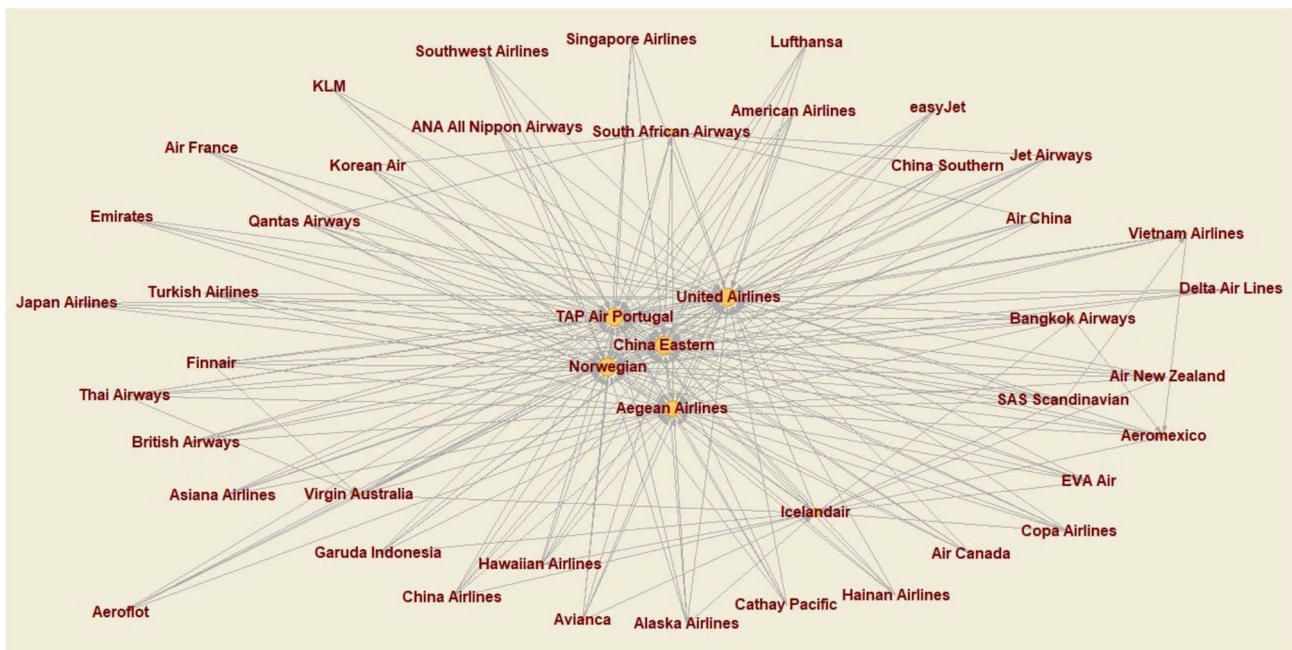 Singapore Airlines
Lufthansa
Southwest Airlines
KLM
easyJet
American Airlines
ANA All Nippon Airways
South African Airways
Air France
Jet Airways
Korean Air
China Southern
Emirates
Qantas Airways
Air China
Vietnam Airlines
Delta Air Lines
Turkish Airlines
United Airlines
Japan Airlines
TAP Air Portugal
Bangkok Airways
China Eastern
Finnair
Norwegian
Air New Zealand
Thai Airways
SAS Scandinavian
Aegean Airlines
Aeromexico
British Airways
EVA Air
Asiana Airlines
Virgin Australia
Icelandair
Copa Airlines
Garuda Indonesia
Air Canada
Hawaiian Airlines
China Airlines
Hainan Airlines
Cathay Pacific
Aeroflot
Avianca
Alaska Airlines